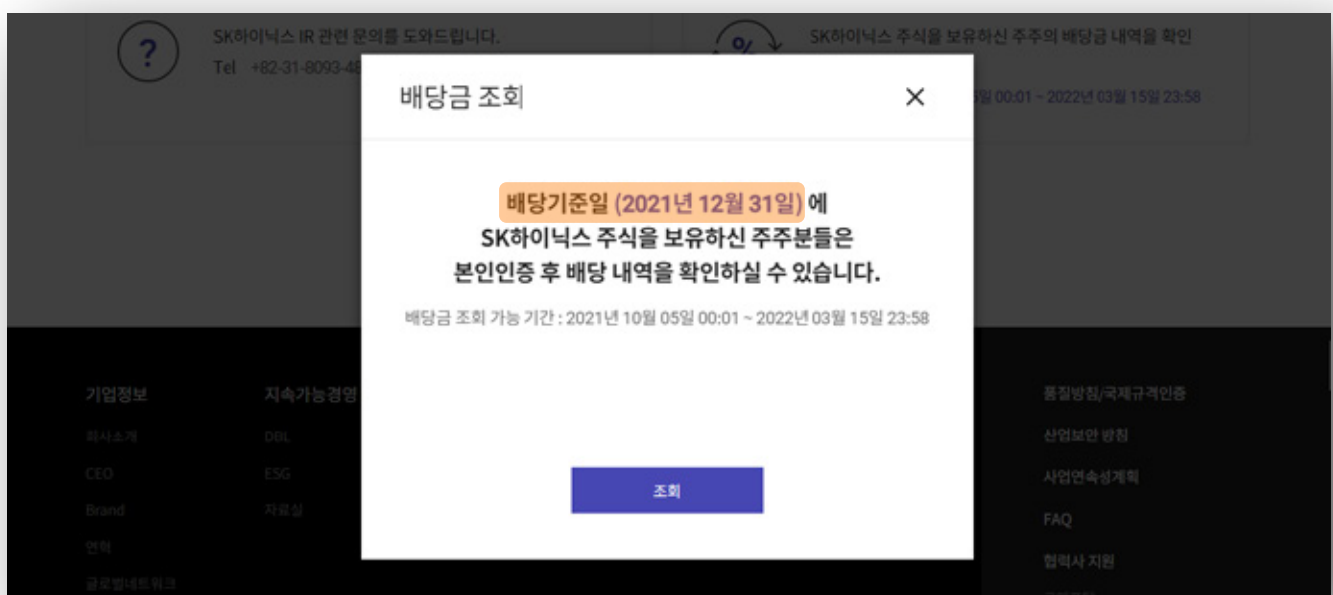 SK하이닉스 IR 관련 문의를 도와드립니다.
Tel +82-31-8093-48
SK하이닉스 주식을 보유하신 주주의 배당금 내역을 확인
5일 00:01 ~ 2022년 03월 15일 23:58
배당금 조회
배당기준일 (2021년 12월 31일) 에
SK하이닉스 주식을 보유하신 주주분들은
본인인증 후 배당 내역을 확인하실 수 있습니다.
배당금 조회 가능 기간 : 2021년 10월 05일 00:01 ~ 2022년 03월 15일 23:58
조회
기업정보
회사소개
CEO
Brand
연혁
글로벌네트워크
지속가능경영
DBL
ESG
자료실
품질방침/국제규격인증
산업보안 방침
사업연속성계획
FAQ
협력사 지원